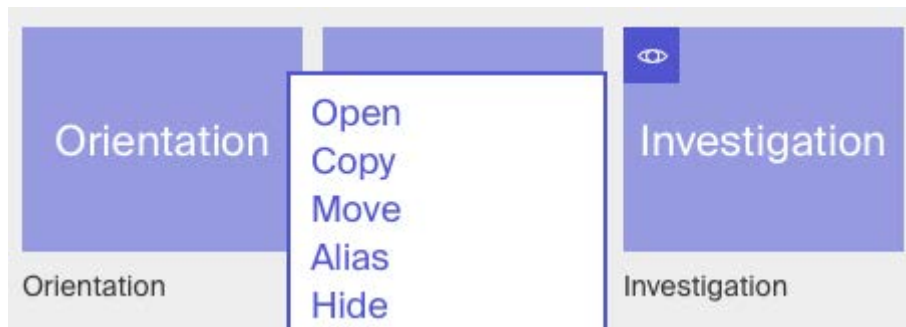 Orientation
Investigation
Open
Copy
Move
Alias
Hide
Orientation
Investigation